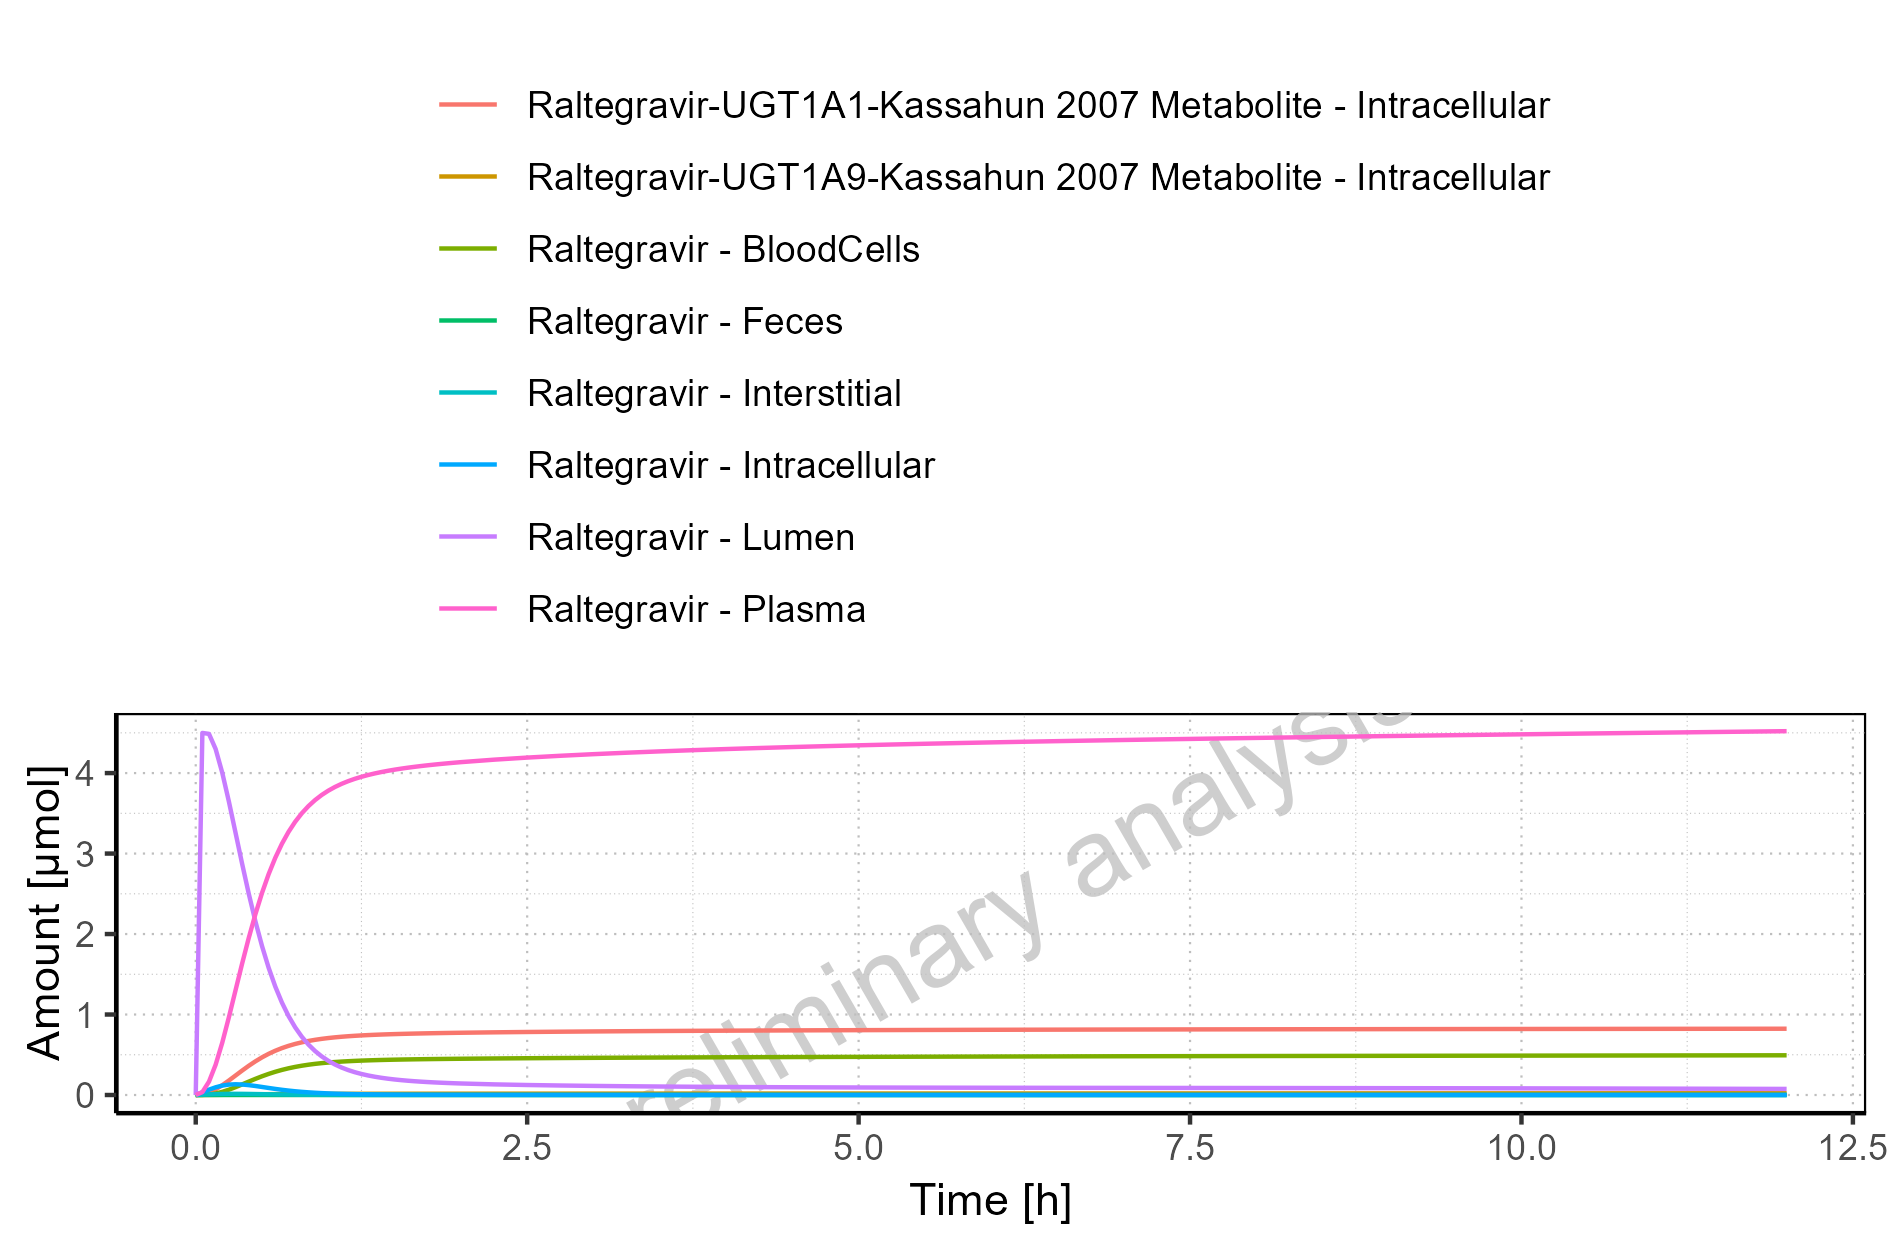 Raltegravir-UGT1A1-Kassahun 2007 Metabolite - Intracellular
Raltegravir-UGT1A9-Kassahun 2007 Metabolite - Intracellular
Raltegravir - BloodCells
Raltegravir - Feces
Raltegravir - Interstitial
Raltegravir - Intracellular
Raltegravir - Lumen
Raltegravir - Plasma
Amount [µmol]
4
3
2
1
0
reliminary analysis
0.0 2.5 5.0 7.5 10.0 12.5
Time [h]